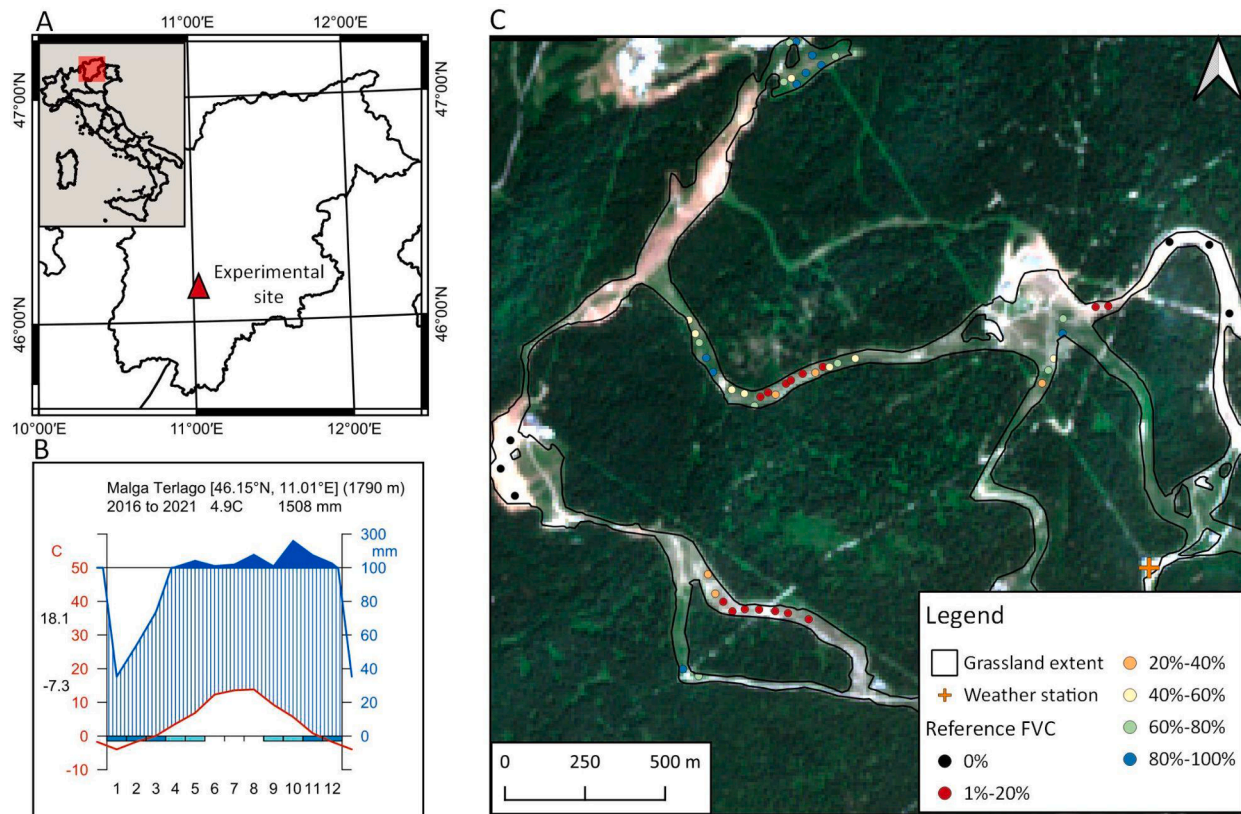 A
11°00'E
12°00'E
47°00'N
47°00'N
Experimental
site
46°00'N
46°00'N
10°00'E
11°00'E
12°00'E
B
Malga Terlago [46.15°N, 11.01°E] (1790 m)
2016 to 2021 4.9C 1508 mm
C
300
mm
50
100
40
80
18.1
30
60
20
40
-7.3
10
20
0
0
-10
1 2 3 4 5 6 7 8 9 10 11 12
C
Legend
Grassland extent
Weather station
Reference FVC
0%
1%-20%
20%-40%
40%-60%
60%-80%
80%-100%
0 250 500 m